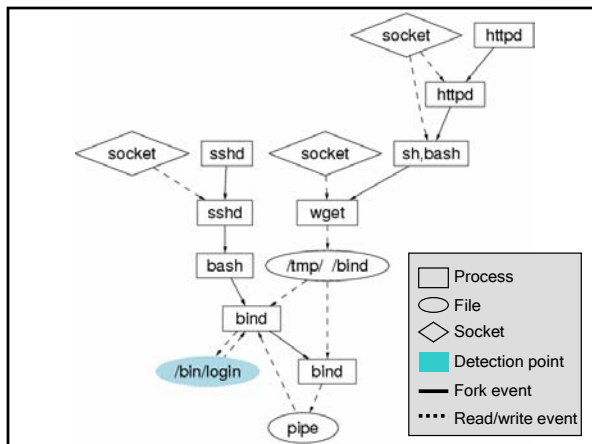 socket
httpd
httpd
socket
sshd
socket
sh,bash
sshd
wget
bash
/tmp/ /bind
bind
/bin/login
bind
pipe
Process
File
Socket
Detection point
Fork event
Read/write event